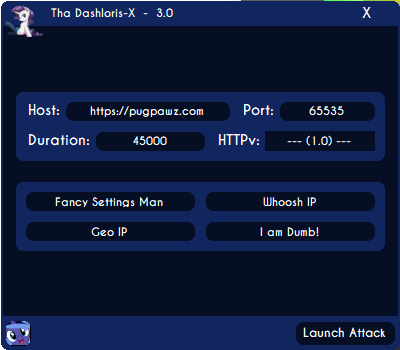 Tha Dashloris-X - 3.0 X
Host: https://pugpawz.com Port: 65535
Duration: 45000 HTTPv: --- (1.0) ---
Fancy Settings Man Whoosh IP
Geo IP I am Dumb!
Launch Attack